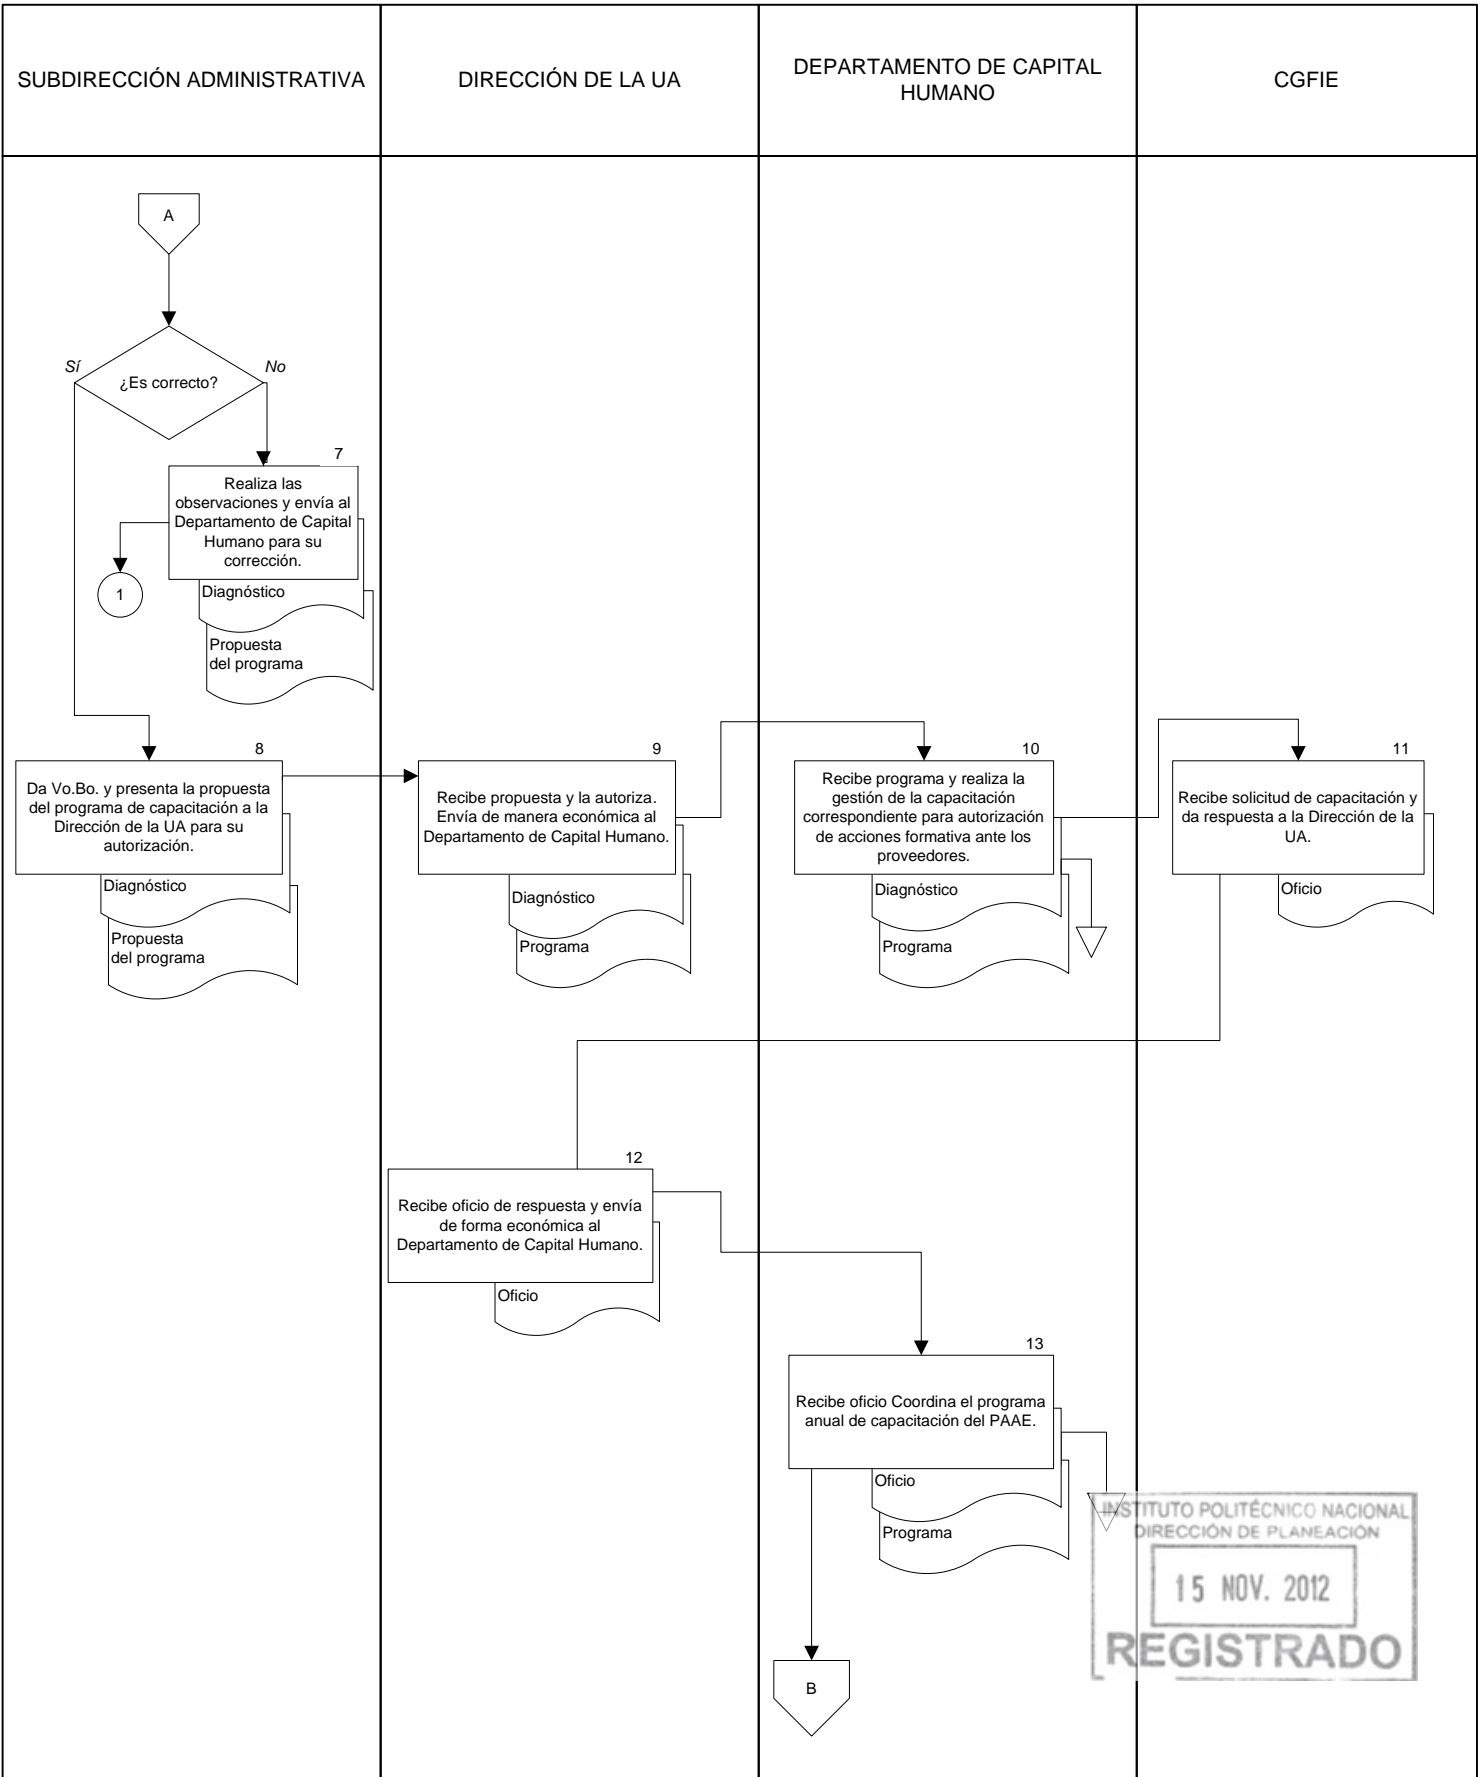 SUBDIRECCIÓN ADMINISTRATIVA
DIRECCIÓN DE LA UA
DEPARTAMENTO DE CAPITAL
HUMANO
CGFIE
A
¿Es correcto?
Sí
No
7
Realiza las
observaciones y envía al
Departamento de Capital
Humano para su
corrección.
1
Diagnóstico
Propuesta
del programa
8
Da Vo.Bo. y presenta la propuesta
del programa de capacitación a la
Dirección de la UA para su
autorización.
Diagnóstico
Propuesta
del programa
9
Recibe propuesta y la autoriza.
Envía de manera económica al
Departamento de Capital Humano.
Diagnóstico
Programa
10
Recibe programa y realiza la
gestión de la capacitación
correspondiente para autorización
de acciones formativa ante los
proveedores.
Diagnóstico
Programa
11
Recibe solicitud de capacitación y
da respuesta a la Dirección de la
UA.
Oficio
12
Recibe oficio de respuesta y envía
de forma económica al
Departamento de Capital Humano.
Oficio
13
Recibe oficio Coordina el programa
anual de capacitación del PAAE.
Oficio
Programa
B
INSTITUTO POLITÉCNICO NACIONAL
DIRECCIÓN DE PLANEACIÓN
15 NOV. 2012
REGISTRADO